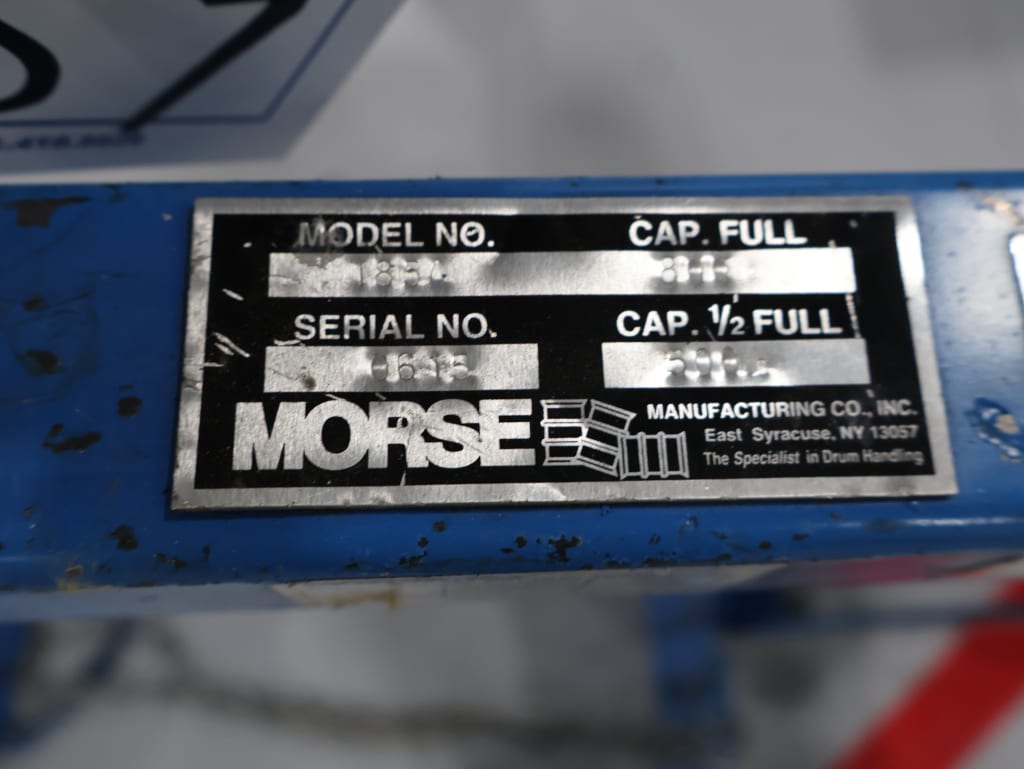 MODEL NO. CAP. FULL
185A
SERIAL NO. CAP. ½ FULL
MORSE
MANUFACTURING CO., INC.
East Syracuse, NY 13057
The Specialist in Drum Handling